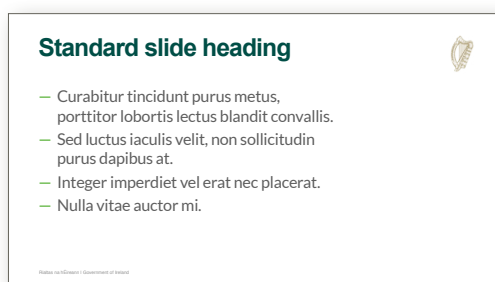 Standard slide heading
— Curabitur tincidunt purus metus,
porttitor lobortis lectus blandit convallis.
— Sed luctus iaculis velit, non sollicitudin
purus dapibus at.
— Integer imperdiet vel erat nec placerat.
— Nulla vitae auctor mi.
Rialtas na hÉireann | Government of Ireland